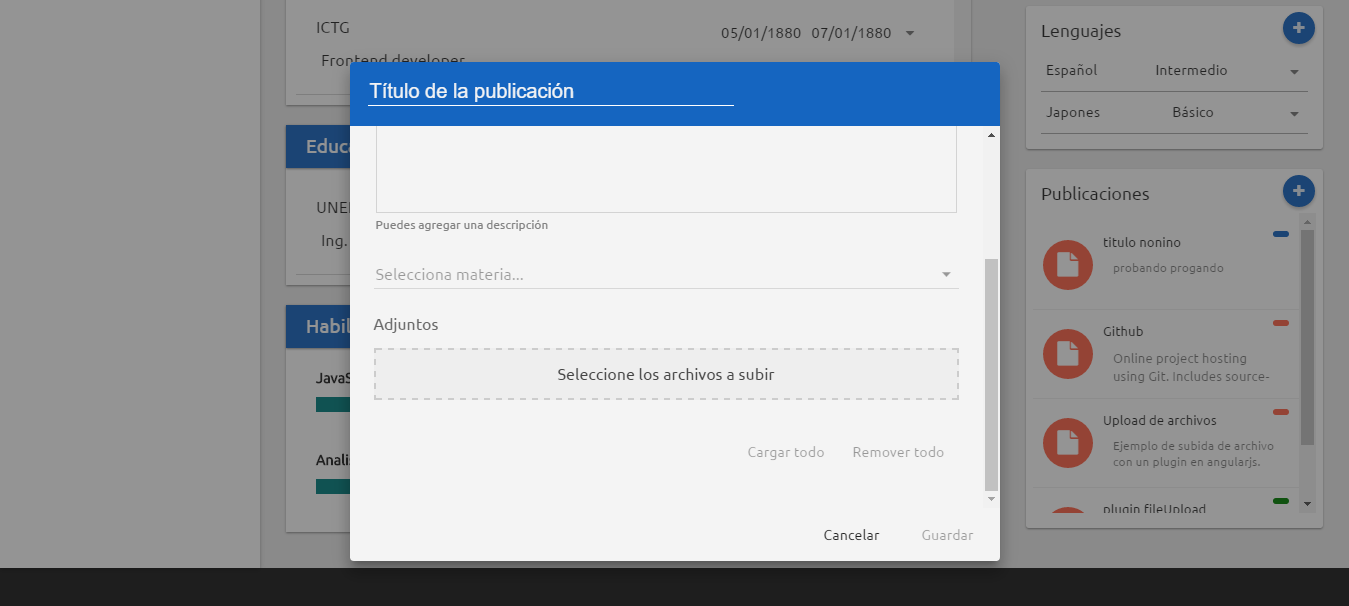 ICTG
05/01/1880 07/01/1880
Frontend developer
Título de la publicación
Educ
UNE
Ing.
Habil
Java
Anali
Puedes agregar una descripción
Selecciona materia...
Adjuntos
Seleccione los archivos a subir
Cargar todo Remover todo
Cancelar Guardar
Lenguajes
Español Intermedio
Japones Básico
Publicaciones
titulo nonino
probando progando
Github
Online project hosting
using Git. Includes source-
Upload de archivos
Ejemplo de subida de archivo
con un plugin en angularjs.
plugin fileUpload